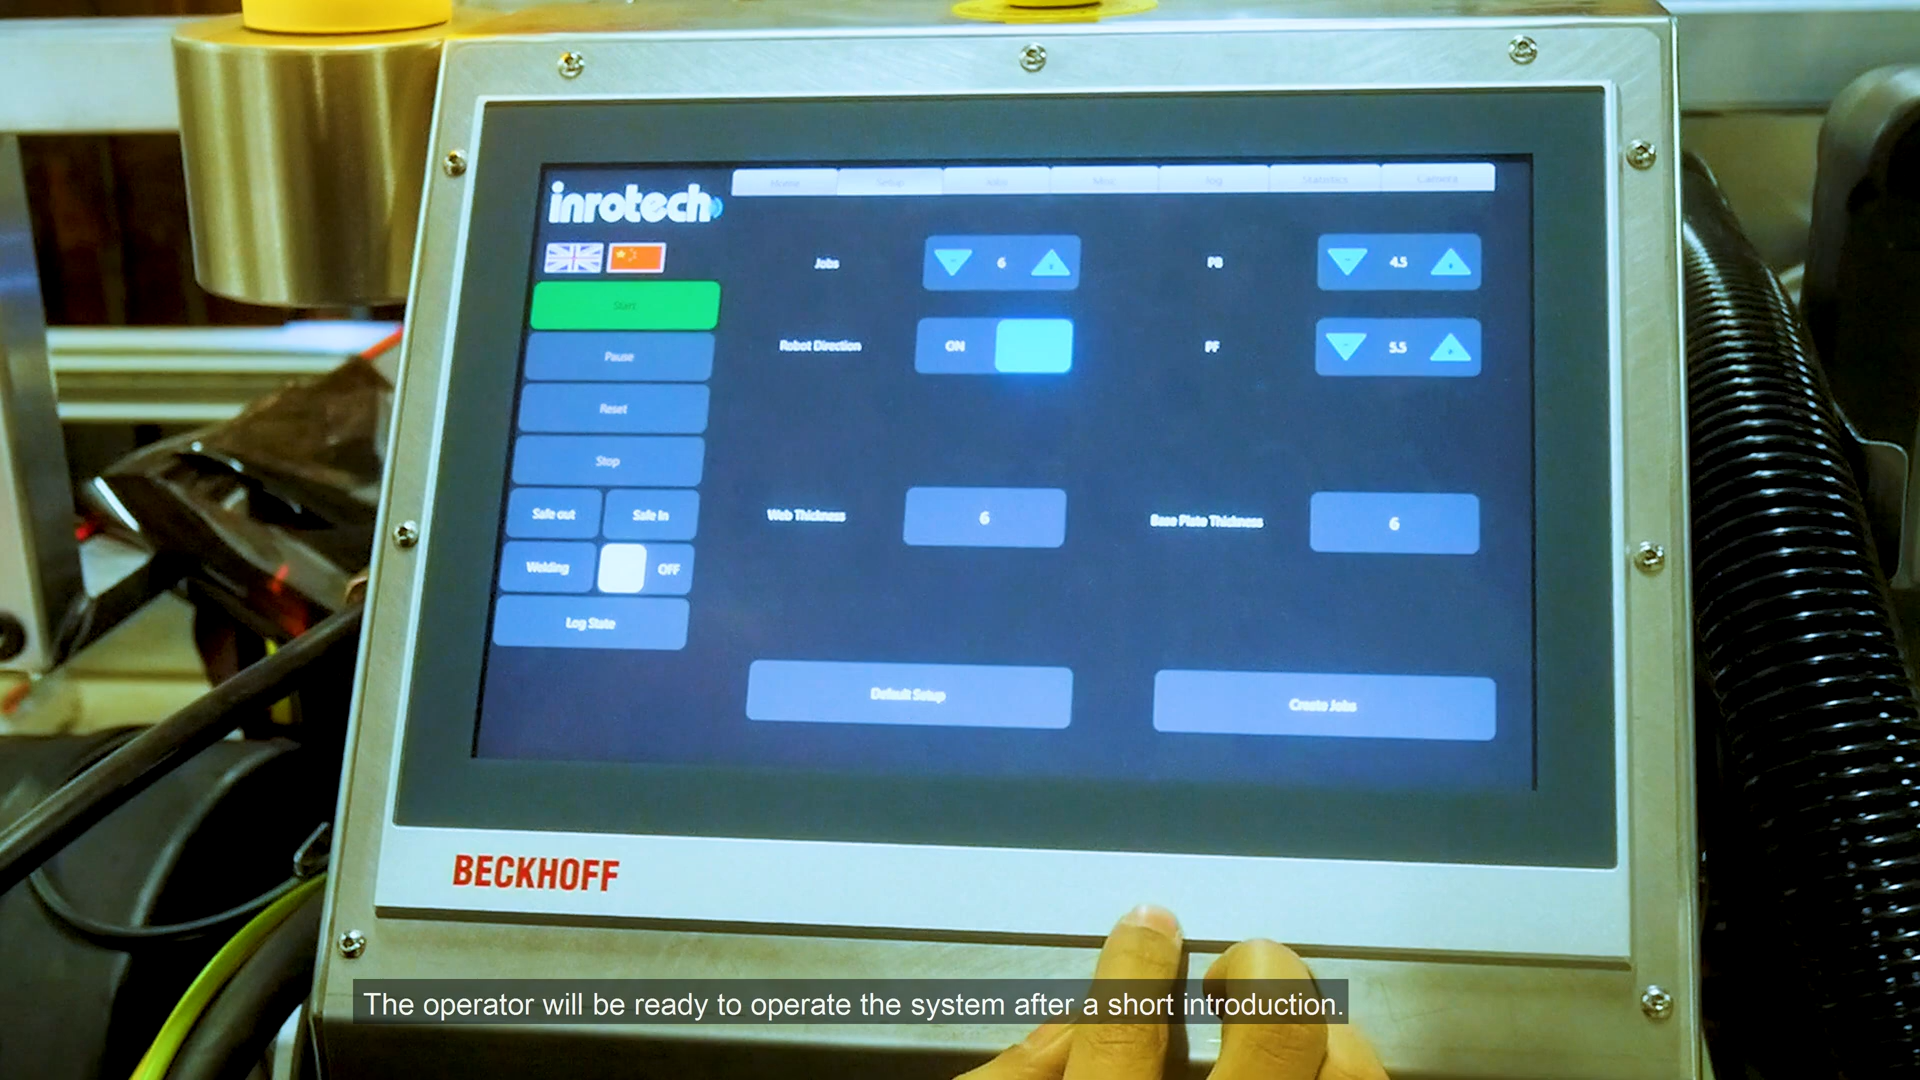 inrotech
Home Setup Jobs Misc log Statistics Camera
Start
Pause
Reset
Stop
Safe out Safe In
Welding OFF
Log State
Jobs 6 PB 4.5
Robot Direction ON PF 5.5
Web Thickness 6 Base Plate Thickness 6
Default Setup Create Jobs
BECKHOFF
The operator will be ready to operate the system after a short introduction.